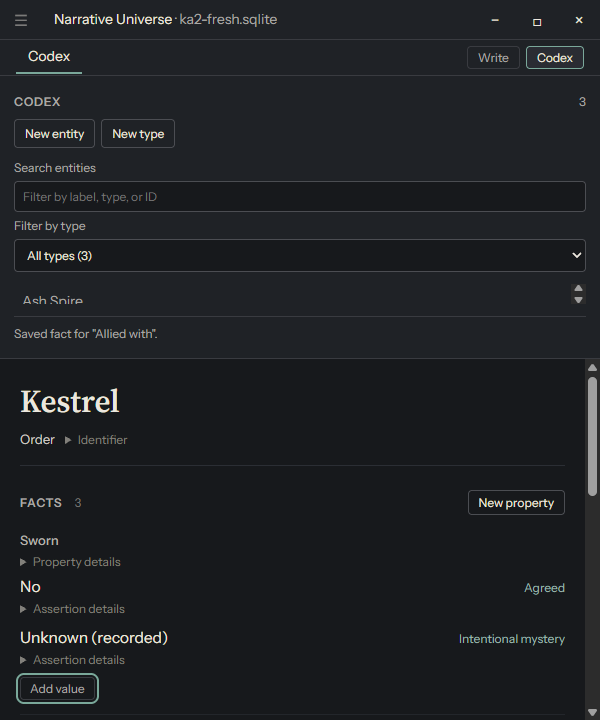 Narrative Universe · ka2-fresh.sqlite
Codex
Write
Codex
CODEX
3
New entity
New type
Search entities
Filter by label, type, or ID
Filter by type
All types (3)
Ash Spire
Saved fact for "Allied with".
Kestrel
Order
Identifier
FACTS 3
New property
Sworn
Property details
No
Agreed
Assertion details
Unknown (recorded)
Intentional mystery
Assertion details
Add value